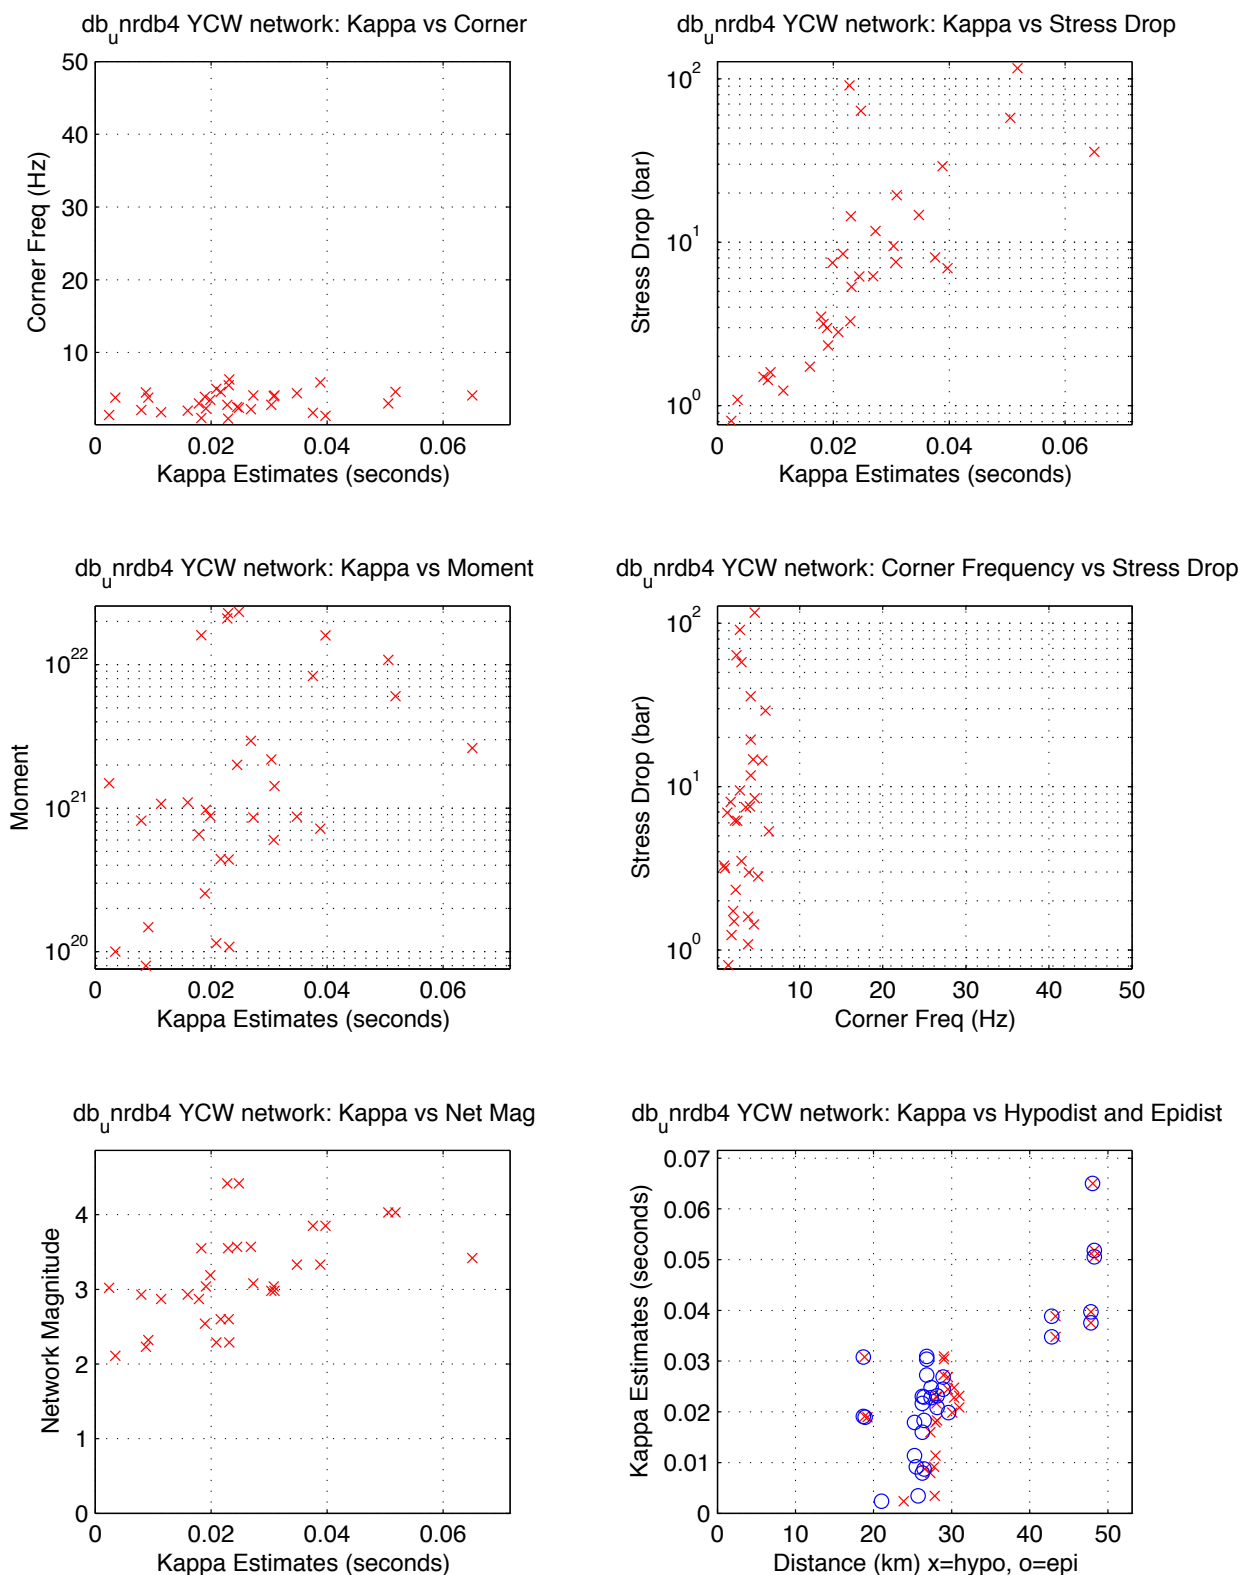 db_unrdb4 YCW network: Kappa vs Corner
50
40
30
20
10
Corner Freq (Hz)
0 0.02 0.04 0.06
Kappa Estimates (seconds)
db_unrdb4 YCW network: Kappa vs Stress Drop
10^2
10^1
10^0
Stress Drop (bar)
0 0.02 0.04 0.06
Kappa Estimates (seconds)
db_unrdb4 YCW network: Kappa vs Moment
10^22
10^21
10^20
Moment
0 0.02 0.04 0.06
Kappa Estimates (seconds)
db_unrdb4 YCW network: Corner Frequency vs Stress Drop
10^2
10^1
10^0
Stress Drop (bar)
10 20 30 40 50
Corner Freq (Hz)
db_unrdb4 YCW network: Kappa vs Net Mag
4
3
2
1
0
Network Magnitude
0 0.02 0.04 0.06
Kappa Estimates (seconds)
db_unrdb4 YCW network: Kappa vs Hypodist and Epidist
0.07
0.06
0.05
0.04
0.03
0.02
0.01
0
Kappa Estimates (seconds)
0 10 20 30 40 50
Distance (km) x=hypo, o=epi